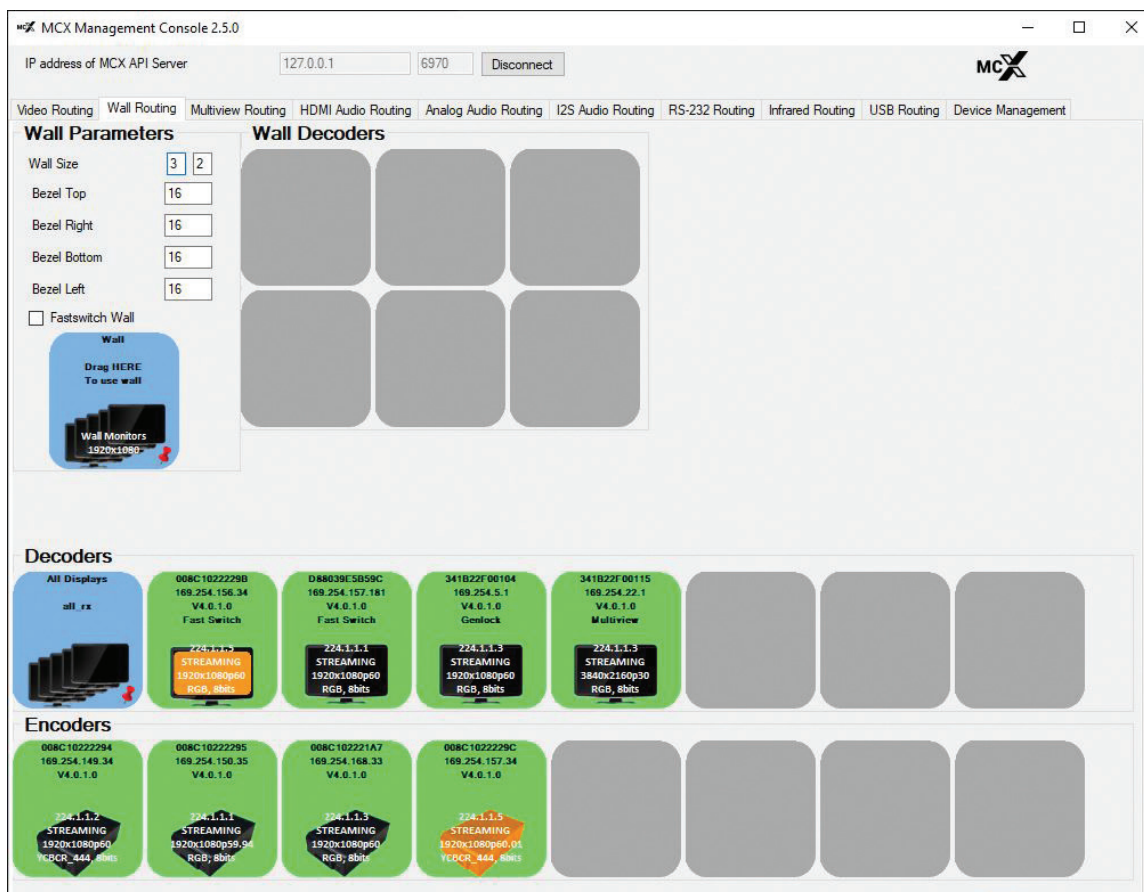 MCX MCX Management Console 2.5.0
IP address of MCX API Server 127.0.0.1 6970 Disconnect
MCX
Video Routing Wall Routing Multiview Routing HDMI Audio Routing Analog Audio Routing I2S Audio Routing RS-232 Routing Infrared Routing USB Routing Device Management
Wall Parameters
Wall Size 3 2
Bezel Top 16
Bezel Right 16
Bezel Bottom 16
Bezel Left 16
Fastswitch Wall
Wall
Drag HERE
To use wall
Wall Monitors
1920x1080
Wall Decoders
Decoders
All Displays
all_rx
008C1022229B
169.254.156.34
V4.0.1.0
Fast Switch
224.1.1.5
STREAMING
1920x1080p60
RGB, 8bits
D88039E5B59C
169.254.157.181
V4.0.1.0
Fast Switch
224.1.1.1
STREAMING
1920x1080p60
RGB, 8bits
341B22F00104
169.254.5.1
V4.0.1.0
Genlock
224.1.1.3
STREAMING
1920x1080p60
RGB, 8bits
341B22F00115
169.254.22.1
V4.0.1.0
Multiview
224.1.1.3
STREAMING
3840x2160p30
RGB, 8bits
Encoders
008C10222294
169.254.149.34
V4.0.1.0
224.1.1.2
STREAMING
1920x1080p60
YCBCR_444, 8bits
008C10222295
169.254.150.35
V4.0.1.0
224.1.1.1
STREAMING
1920x1080p59.94
RGB, 8bits
008C102221A7
169.254.168.33
V4.0.1.0
224.1.1.3
STREAMING
1920x1080p60
RGB, 8bits
008C1022229C
169.254.157.34
V4.0.1.0
224.1.1.5
STREAMING
1920x1080p60.01
YCBCR_444, 8bits